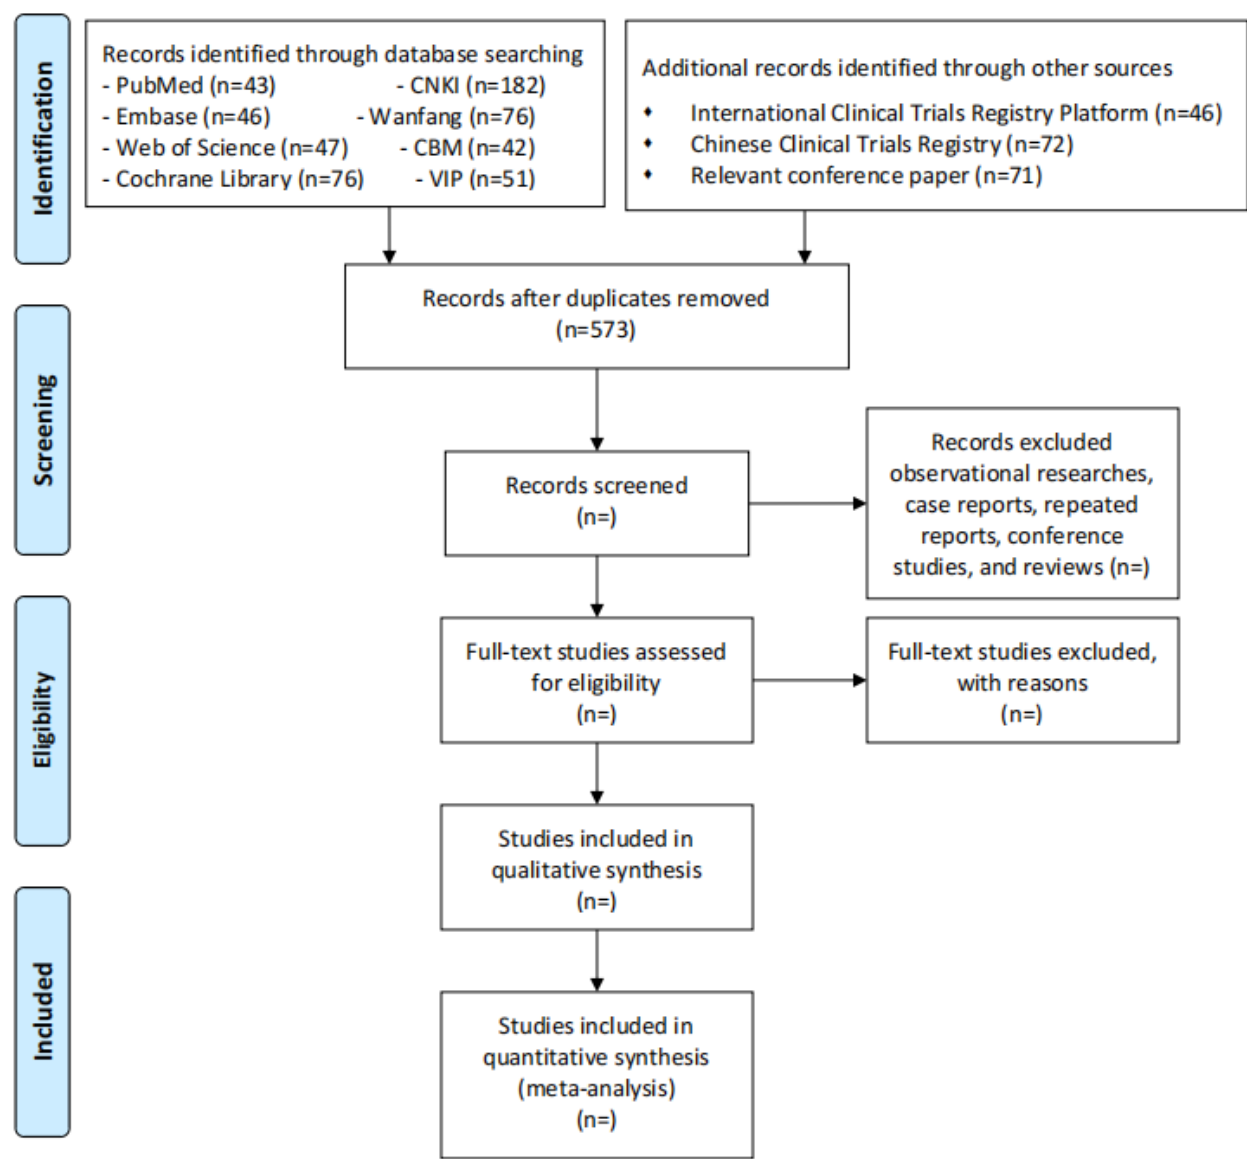 Identification
Records identified through database searching
- PubMed (n=43) - CNKI (n=182)
- Embase (n=46) - Wanfang (n=76)
- Web of Science (n=47) - CBM (n=42)
- Cochrane Library (n=76) - VIP (n=51)
Additional records identified through other sources
♦ International Clinical Trials Registry Platform (n=46)
♦ Chinese Clinical Trials Registry (n=72)
♦ Relevant conference paper (n=71)
Records after duplicates removed
(n=573)
Screening
Records screened
(n=)
Records excluded
observational researches,
case reports, repeated
reports, conference
studies, and reviews (n=)
Eligibility
Full-text studies assessed
for eligibility
(n=)
Full-text studies excluded,
with reasons
(n=)
Studies included in
qualitative synthesis
(n=)
Included
Studies included in
quantitative synthesis
(meta-analysis)
(n=)